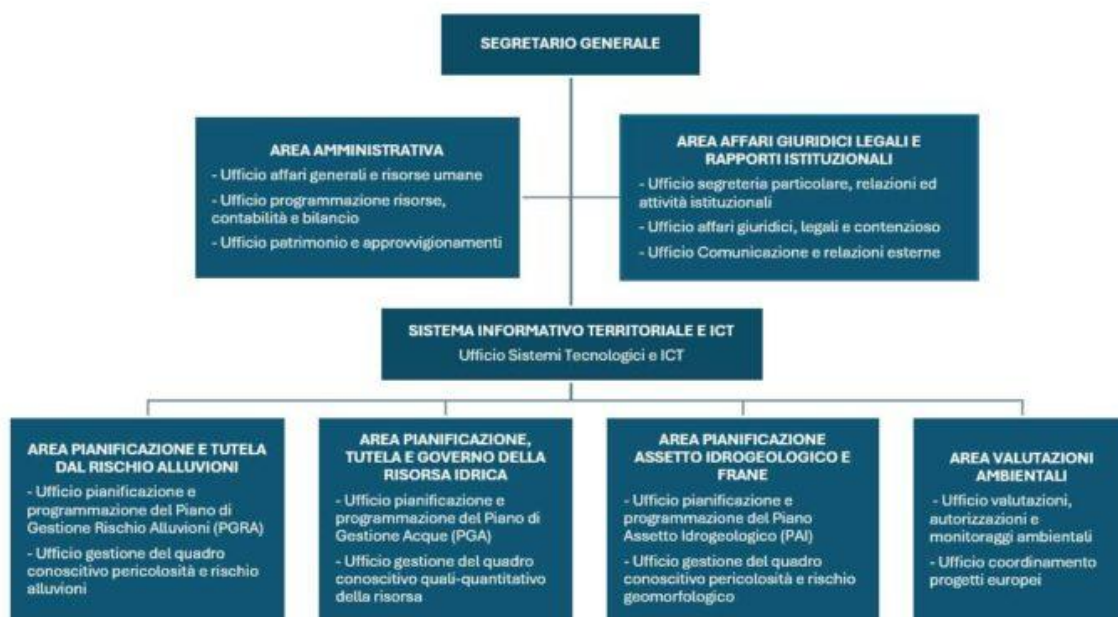 SEGRETARIO GENERALE
AREA AMMINISTRATIVA
- Ufficio affari generali e risorse umane
- Ufficio programmazione risorse,
contabilità e bilancio
- Ufficio patrimonio e approvvigionamenti
AREA AFFARI GIURIDICI LEGALI E
RAPPORTI ISTITUZIONALI
- Ufficio segreteria particolare, relazioni ed
attività istituzionali
- Ufficio affari giuridici, legali e contenzioso
- Ufficio Comunicazione e relazioni esterne
SISTEMA INFORMATIVO TERRITORIALE E ICT
Ufficio Sistemi Tecnologici e ICT
AREA PIANIFICAZIONE E TUTELA
DAL RISCHIO ALLUVIONI
- Ufficio pianificazione e
programmazione del Piano di
Gestione Rischio Alluvioni (PGRA)
- Ufficio gestione del quadro
conoscitivo pericolosità e rischio
alluvioni
AREA PIANIFICAZIONE,
TUTELA E GOVERNO DELLA
RISORSA IDRICA
- Ufficio pianificazione e
programmazione del Piano di
Gestione Acque (PGA)
- Ufficio gestione del quadro
conoscitivo quali-quantitativo
della risorsa
AREA PIANIFICAZIONE
ASSETTO IDROGEOLOGICO E
FRANE
- Ufficio pianificazione e
programmazione del Piano
Assetto Idrogeologico (PAI)
- Ufficio gestione del quadro
conoscitivo pericolosità e rischio
geomorfologico
AREA VALUTAZIONI
AMBIENTALI
- Ufficio valutazioni,
autorizzazioni e
monitoraggi ambientali
- Ufficio coordinamento
progetti europei